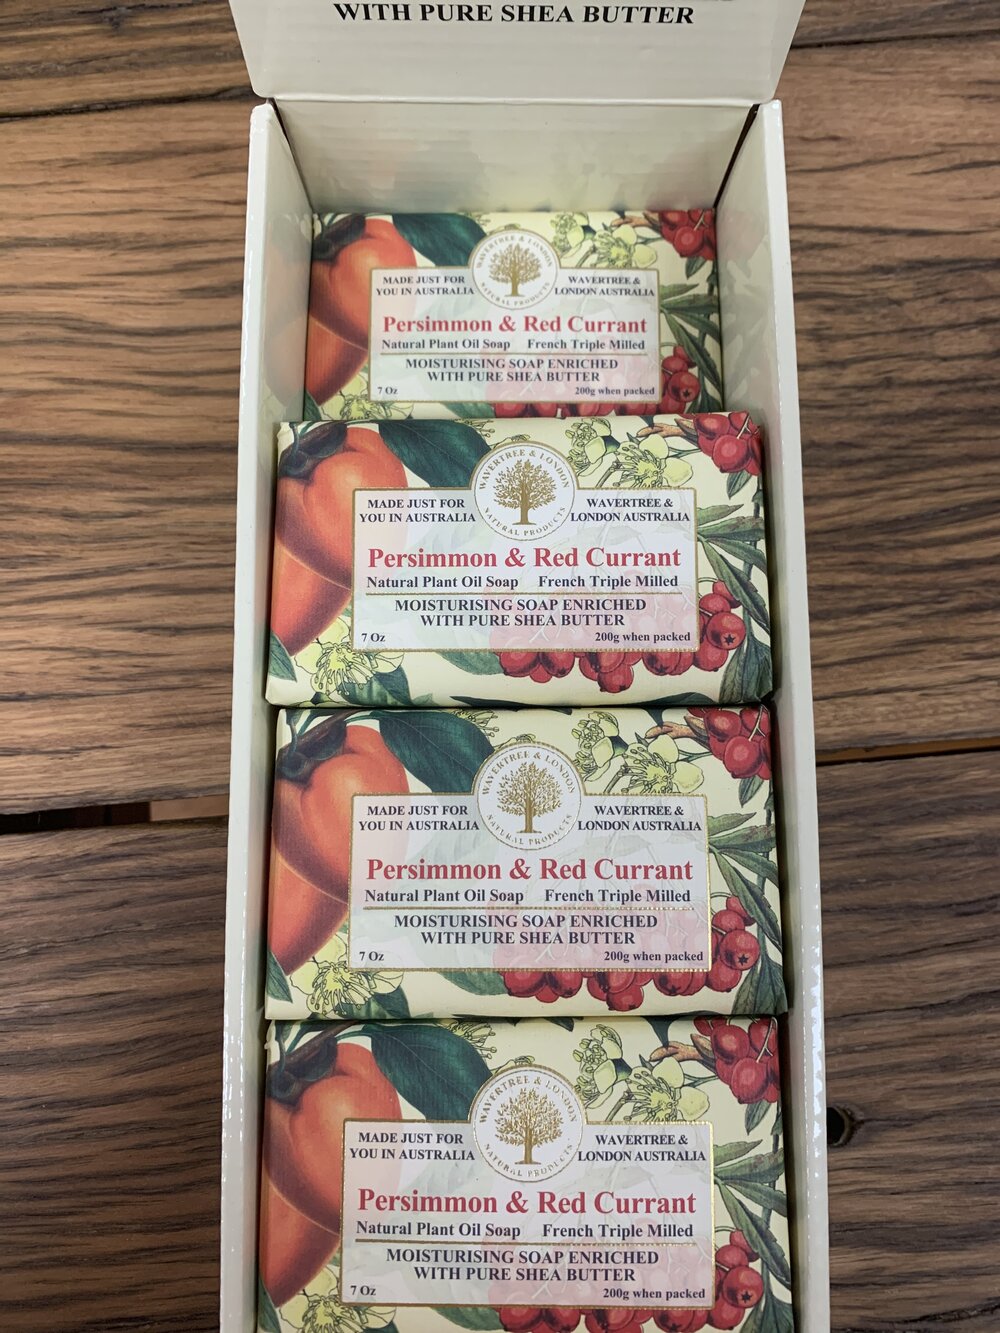 WITH PURE SHEA BUTTER
WAVERTREE & LONDON
NATURAL PRODUCTS
MADE JUST FOR
YOU IN AUSTRALIA
WAVERTREE &
LONDON AUSTRALIA
Persimmon & Red Currant
Natural Plant Oil Soap French Triple Milled
MOISTURISING SOAP ENRICHED
WITH PURE SHEA BUTTER
7 Oz 200g when packed
WAVERTREE & LONDON
NATURAL PRODUCTS
MADE JUST FOR
YOU IN AUSTRALIA
WAVERTREE &
LONDON AUSTRALIA
Persimmon & Red Currant
Natural Plant Oil Soap French Triple Milled
MOISTURISING SOAP ENRICHED
WITH PURE SHEA BUTTER
7 Oz 200g when packed
WAVERTREE & LONDON
NATURAL PRODUCTS
MADE JUST FOR
YOU IN AUSTRALIA
WAVERTREE &
LONDON AUSTRALIA
Persimmon & Red Currant
Natural Plant Oil Soap French Triple Milled
MOISTURISING SOAP ENRICHED
WITH PURE SHEA BUTTER
7 Oz 200g when packed
WAVERTREE & LONDON
NATURAL PRODUCTS
MADE JUST FOR
YOU IN AUSTRALIA
WAVERTREE &
LONDON AUSTRALIA
Persimmon & Red Currant
Natural Plant Oil Soap French Triple Milled
MOISTURISING SOAP ENRICHED
WITH PURE SHEA BUTTER
7 Oz 200g when packed